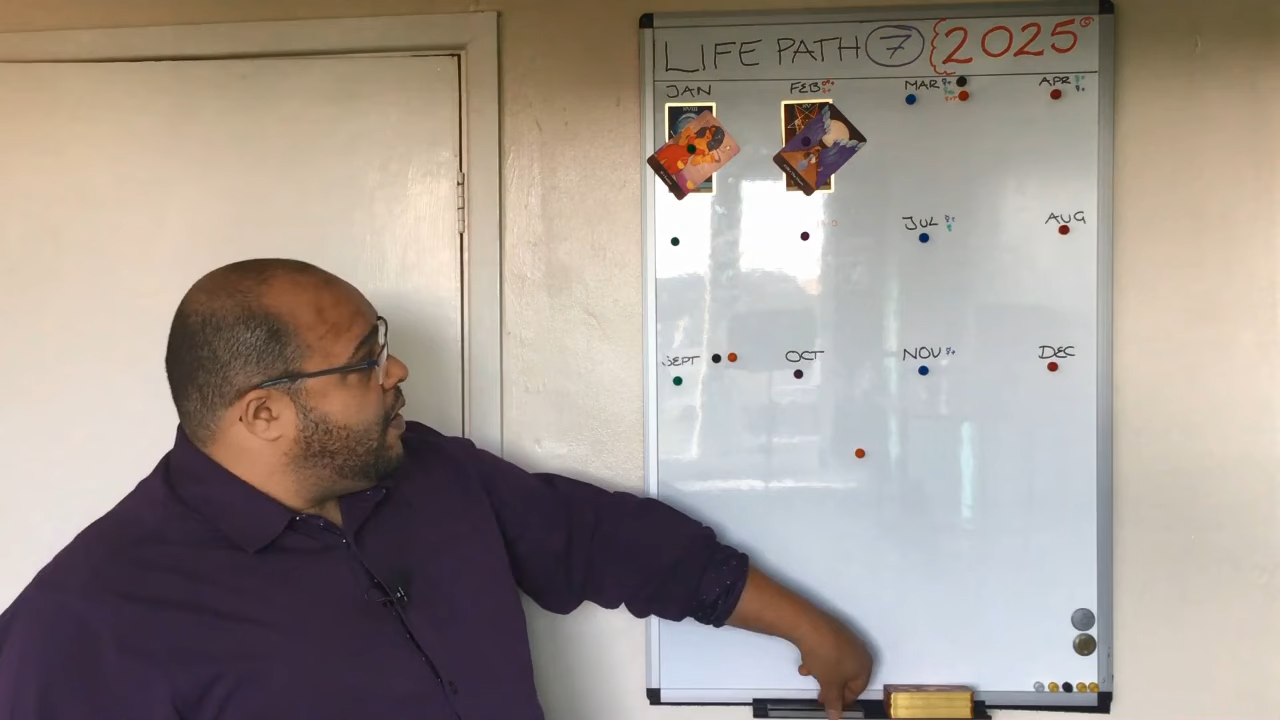 LIFE PATH 7 2025
JAN FEB MAR APR
JUL AUG
SEPT OCT NOV DEC